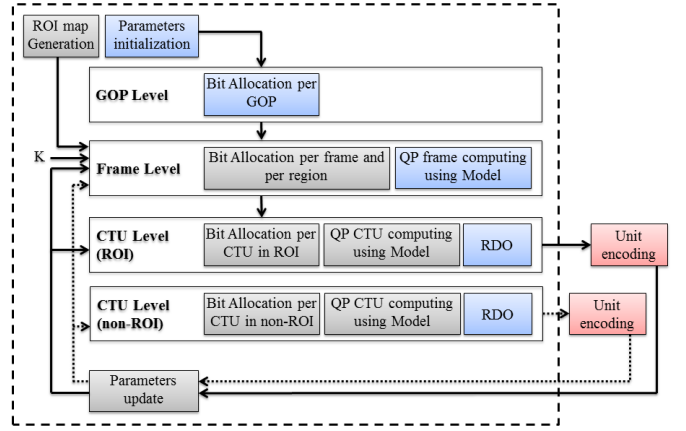 ROI map
Generation
Parameters
initialization
GOP Level
Bit Allocation per
GOP
K
Frame Level
Bit Allocation per frame and
per region
QP frame computing
using Model
CTU Level
(ROI)
Bit Allocation per
CTU in ROI
QP CTU computing
using Model
RDO
Unit
encoding
CTU Level
(non-ROI)
Bit Allocation per
CTU in non-ROI
QP CTU computing
using Model
RDO
Unit
encoding
Parameters
update